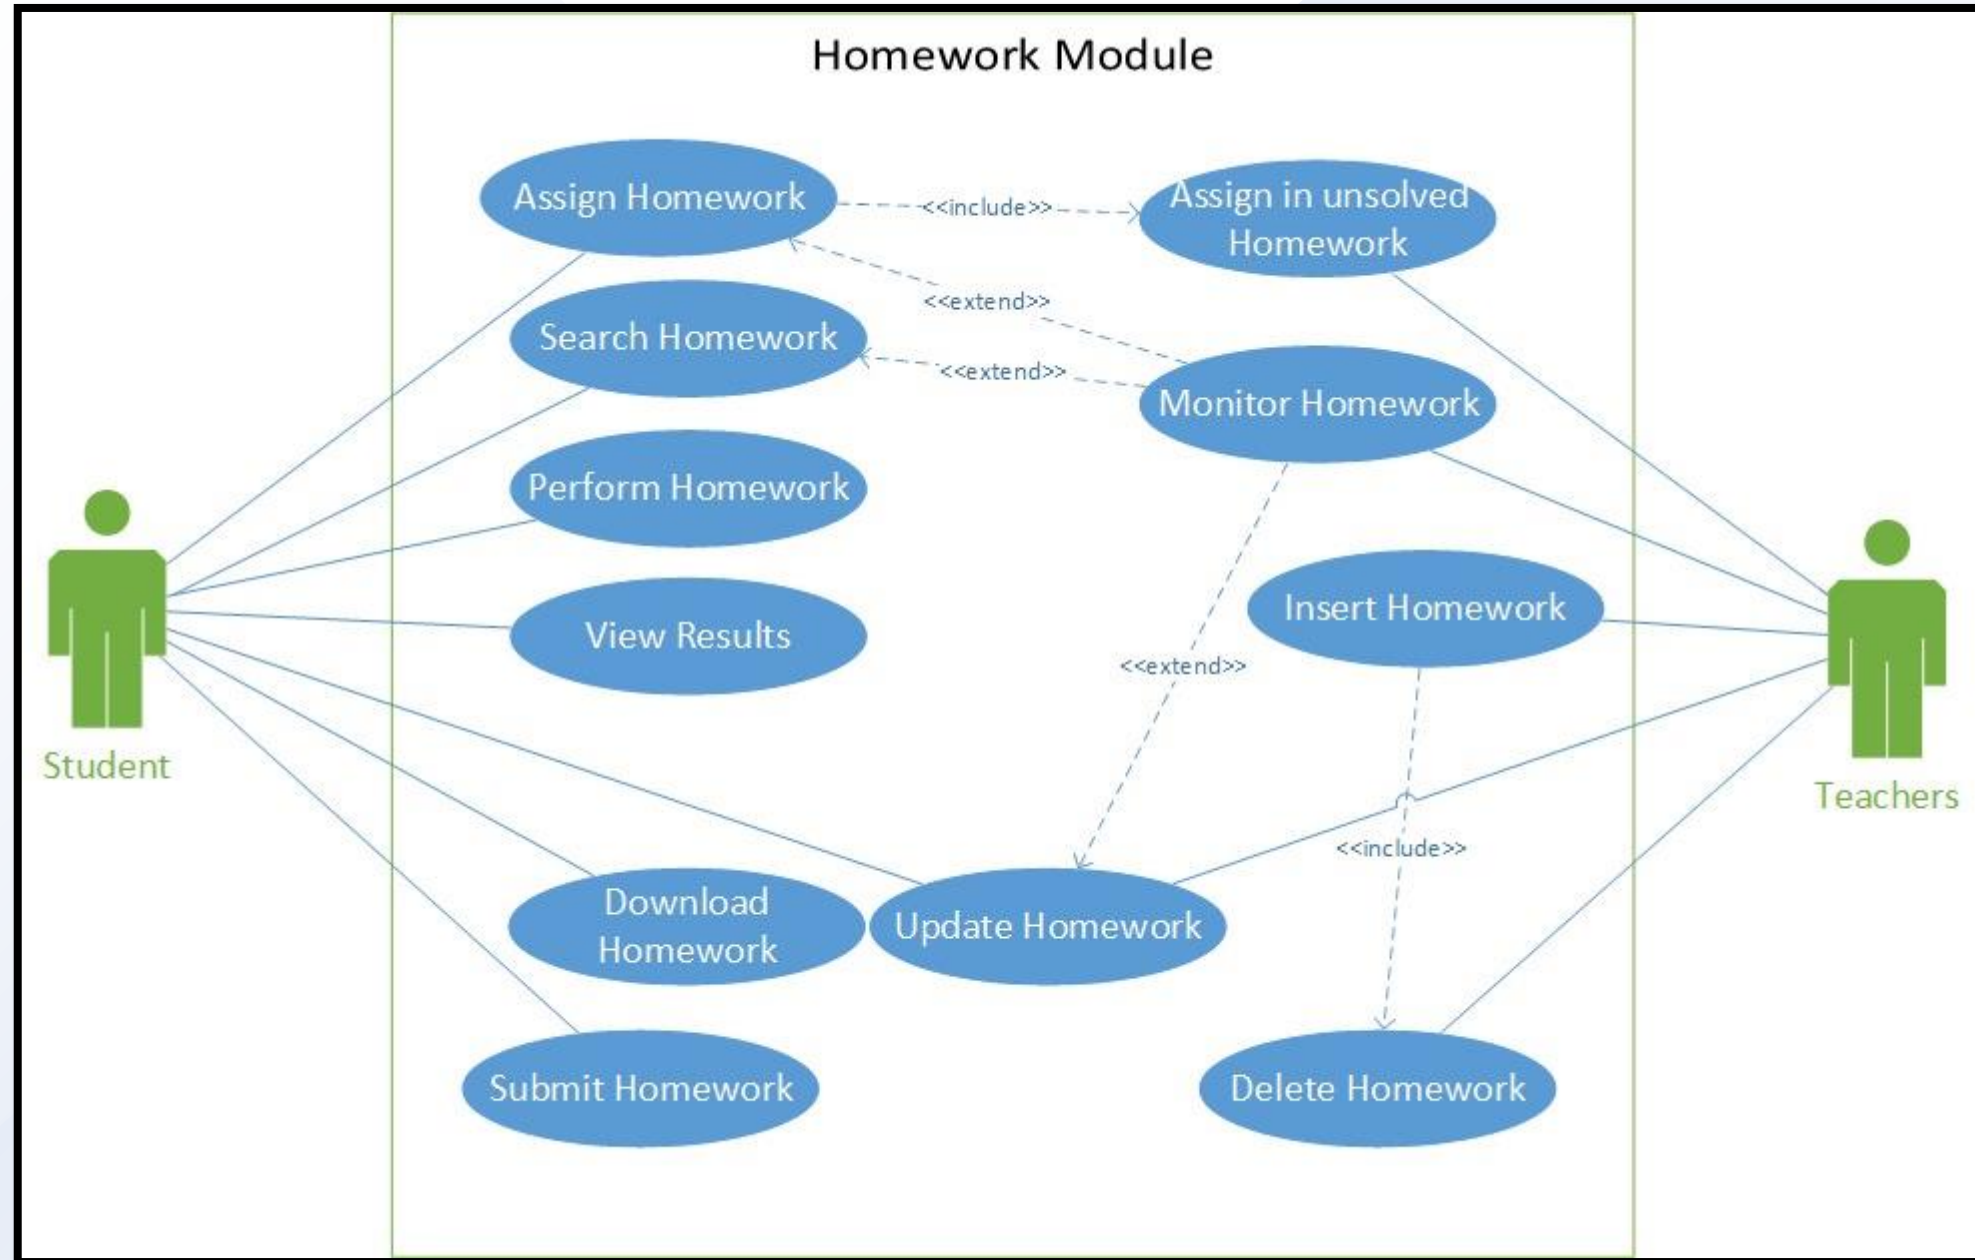 Homework Module
Assign Homework
<<include>>
Assign in unsolved
Homework
<<extend>>
Search Homework
<<extend>>
Monitor Homework
Perform Homework
Insert Homework
View Results
<<extend>>
Student
Teachers
<<include>>
Download
Homework
Update Homework
Submit Homework
Delete Homework